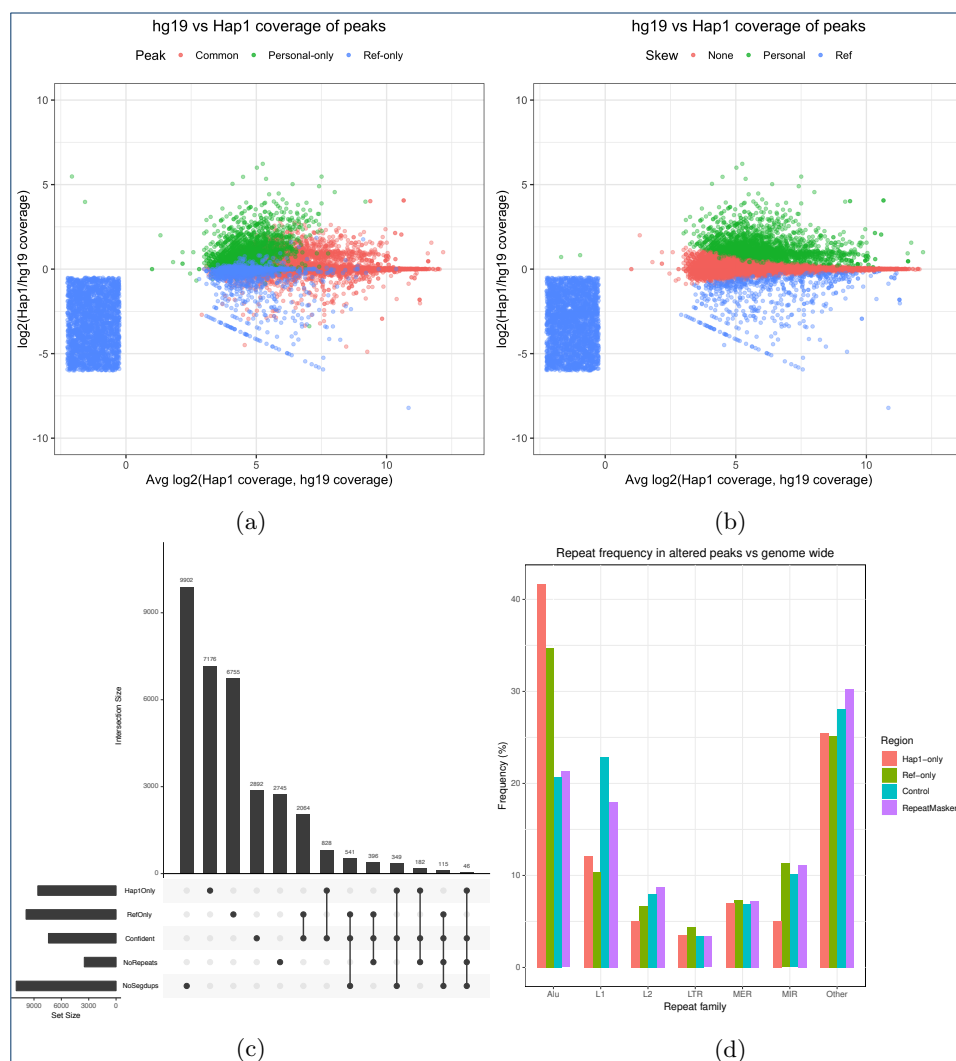 hg19 vs Hap1 coverage of peaks
Peak Common Personal-only Ref-only
10
5
0
-5
-10
log2(Hap1/hg19 coverage)
0 5 10
Avg log2(Hap1 coverage, hg19 coverage)
(a)
hg19 vs Hap1 coverage of peaks
Skew None Personal Ref
10
5
0
-5
-10
log2(Hap1/hg19 coverage)
0 5 10
Avg log2(Hap1 coverage, hg19 coverage)
(b)
Intersection Size
9000
6000
3000
0
9902 7176 6755 2892 2745 2064 828 541 396 349 182 115 46
Hap1Only
RefOnly
Confident
NoRepeats
NoSegdups
9000 6000 3000 0
Set Size
(c)
Repeat frequency in altered peaks vs genome wide
40
30
20
10
0
Frequency (%)
Alu L1 L2 LTR MER MIR Other
Repeat family
Region
Hap1-only
Ref-only
Control
RepeatMasker
(d)